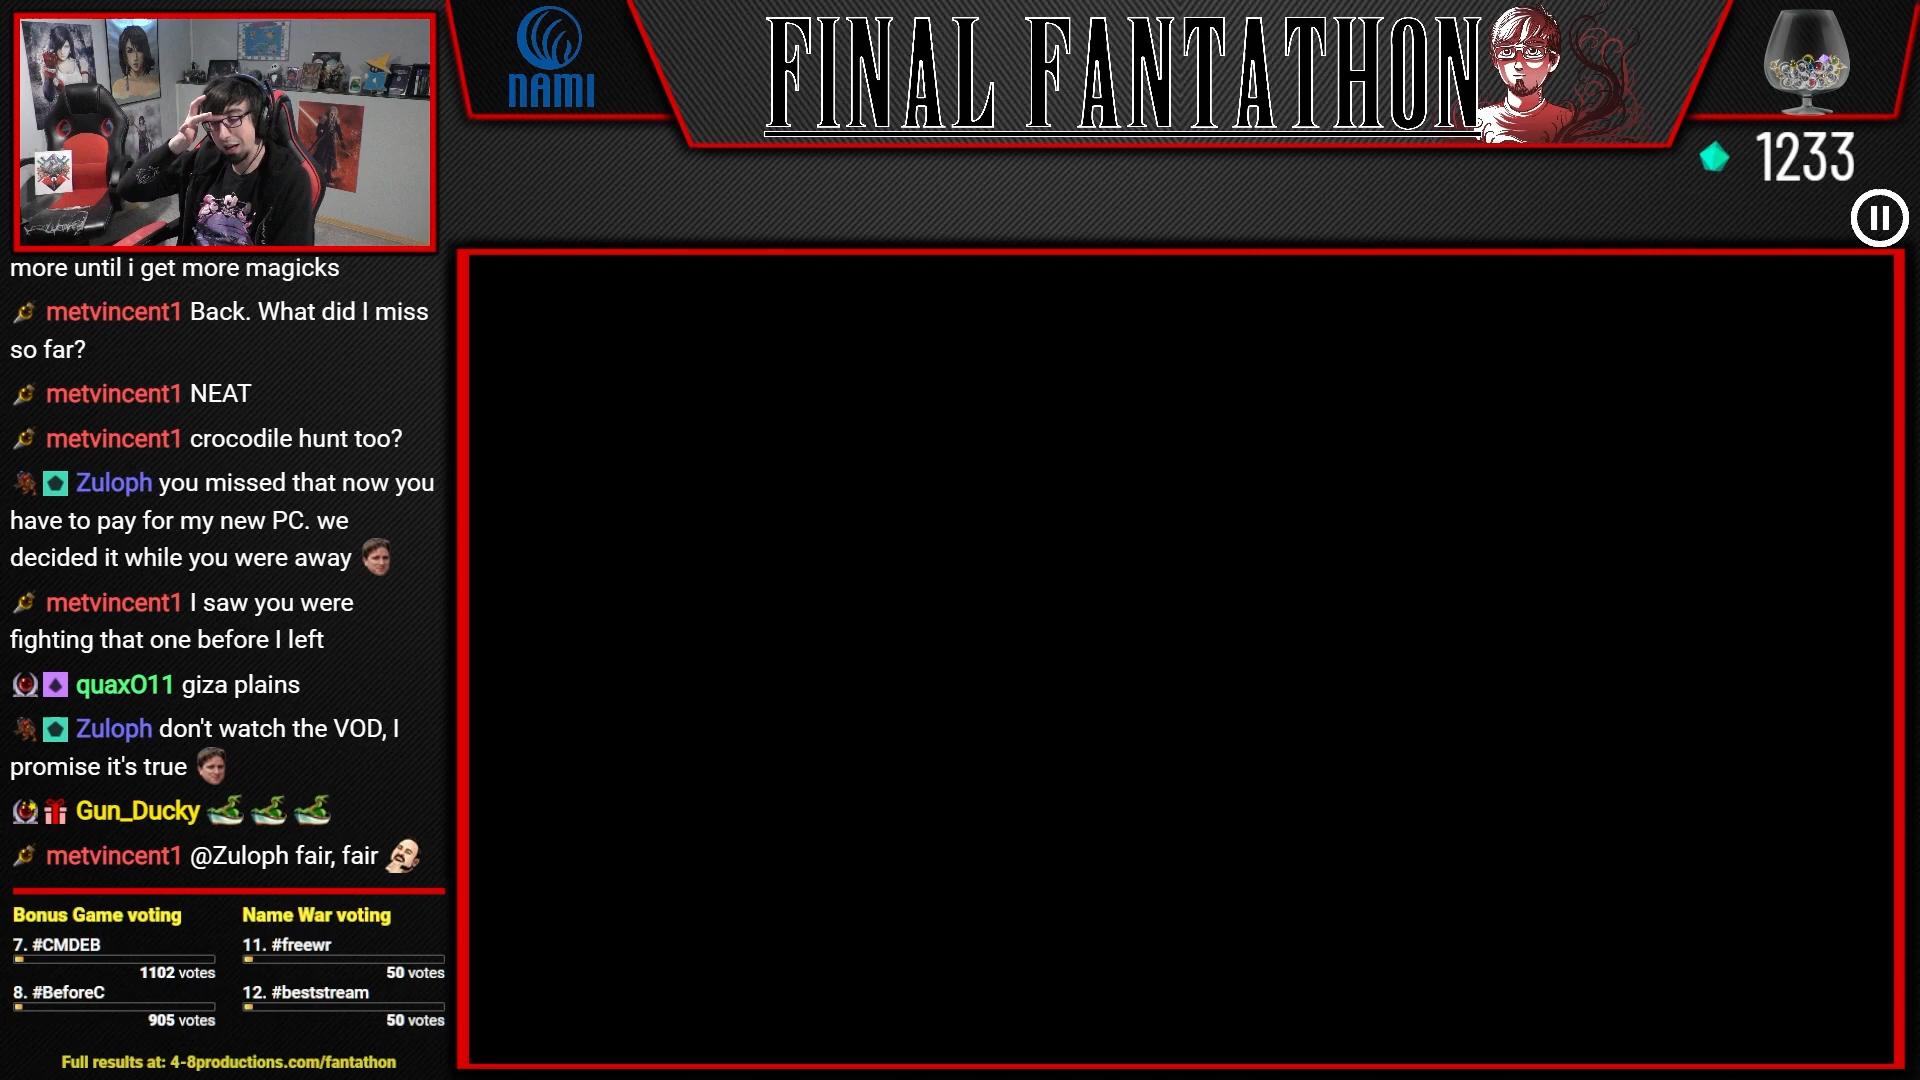 NAMI
FINAL FANTATHON
1233
more until i get more magicks
metvincent1 Back. What did I miss
so far?
metvincent1 NEAT
metvincent1 crocodile hunt too?
Zuloph you missed that now you
have to pay for my new PC. we
decided it while you were away
metvincent1 I saw you were
fighting that one before I left
quaxO11 giza plains
Zuloph don't watch the VOD, I
promise it's true
Gun_Ducky
metvincent1 @Zuloph fair, fair
Bonus Game voting
7. #CMDEB
1102 votes
8. #BeforeC
905 votes
Name War voting
11. #freewr
50 votes
12. #beststream
50 votes
Full results at: 4-8productions.com/fantathon